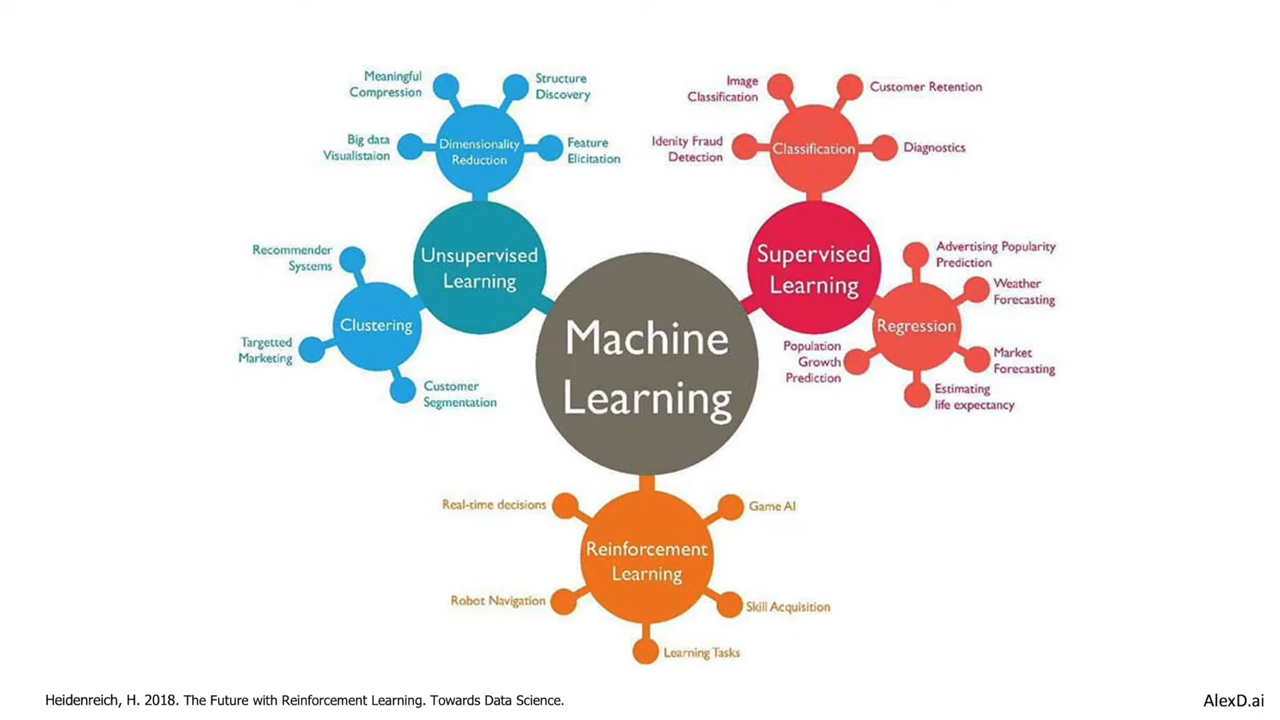 Meaningful
Compression
Structure
Discovery
Big data
Visualistaion
Dimensionality
Reduction
Feature
Elicitation
Unsupervised
Learning
Recommender
Systems
Clustering
Targetted
Marketing
Customer
Segmentation
Machine
Learning
Image
Classification
Customer Retention
Idenity Fraud
Detection
Classification
Diagnostics
Supervised
Learning
Advertising Popularity
Prediction
Weather
Forecasting
Regression
Population
Growth
Prediction
Market
Forecasting
Estimating
life expectancy
Real-time decisions
Game AI
Reinforcement
Learning
Robot Navigation
Skill Acquisition
Learning Tasks
Heidenreich, H. 2018. The Future with Reinforcement Learning. Towards Data Science.
AlexD.ai